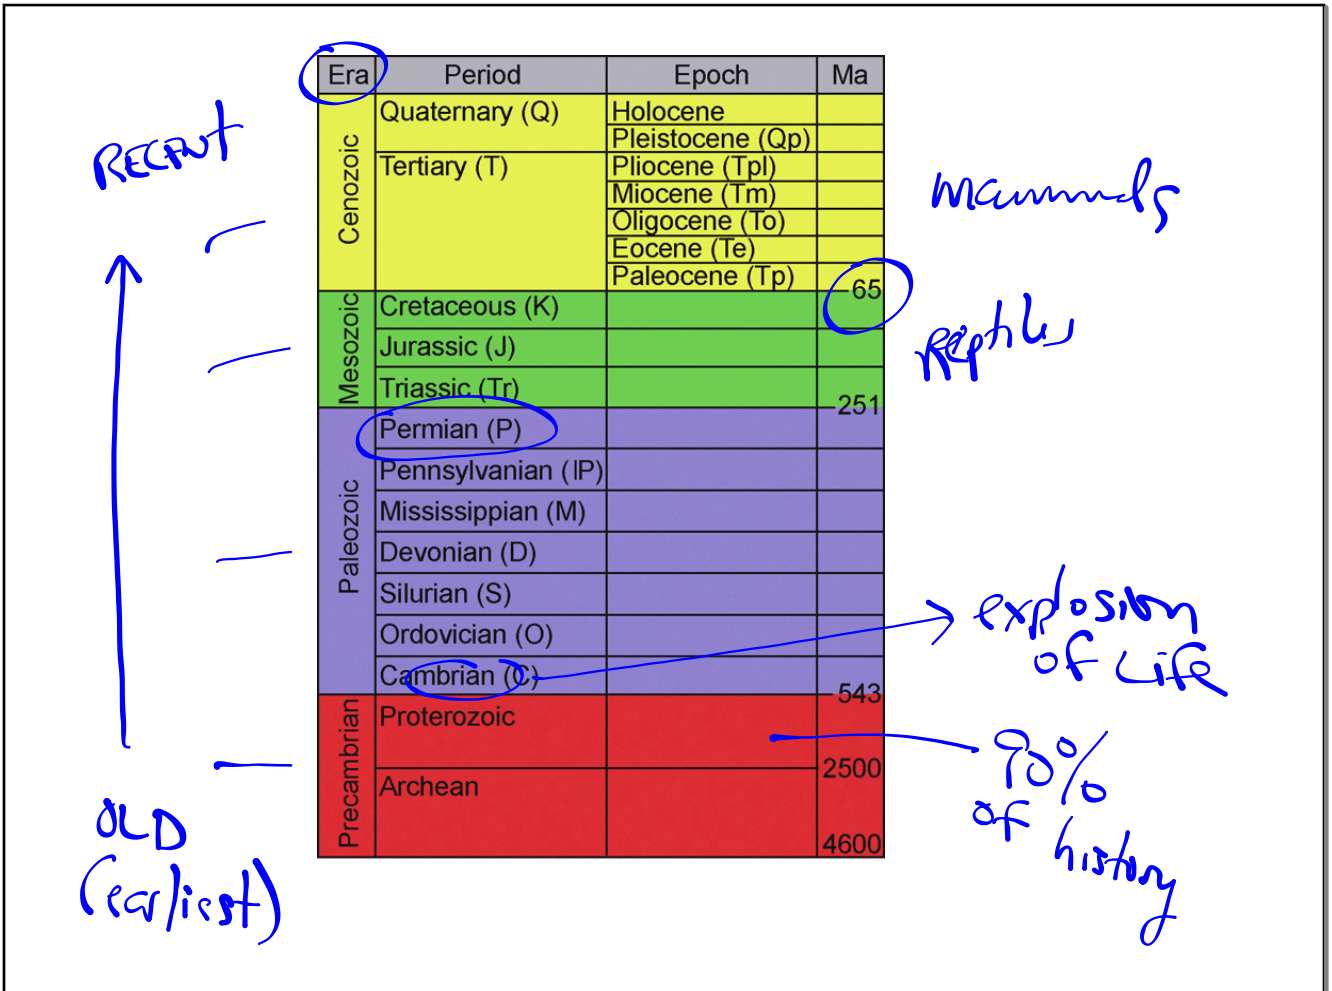 Era Period Epoch Ma
Cenozoic
Quaternary (Q) Holocene
Pleistocene (Qp)
Tertiary (T) Pliocene (Tpl)
Miocene (Tm)
Oligocene (To)
Eocene (Te)
Paleocene (Tp)
65
Mesozoic
Cretaceous (K)
Jurassic (J)
Triassic (Tr)
251
Paleozoic
Permian (P)
Pennsylvanian (IP)
Mississippian (M)
Devonian (D)
Silurian (S)
Ordovician (O)
Cambrian (C)
543
Precambrian
Proterozoic
2500
Archean
4600
RECENT
OLD
(earliest)
mammals
Reptiles
explosion
of Life
90%
of
history